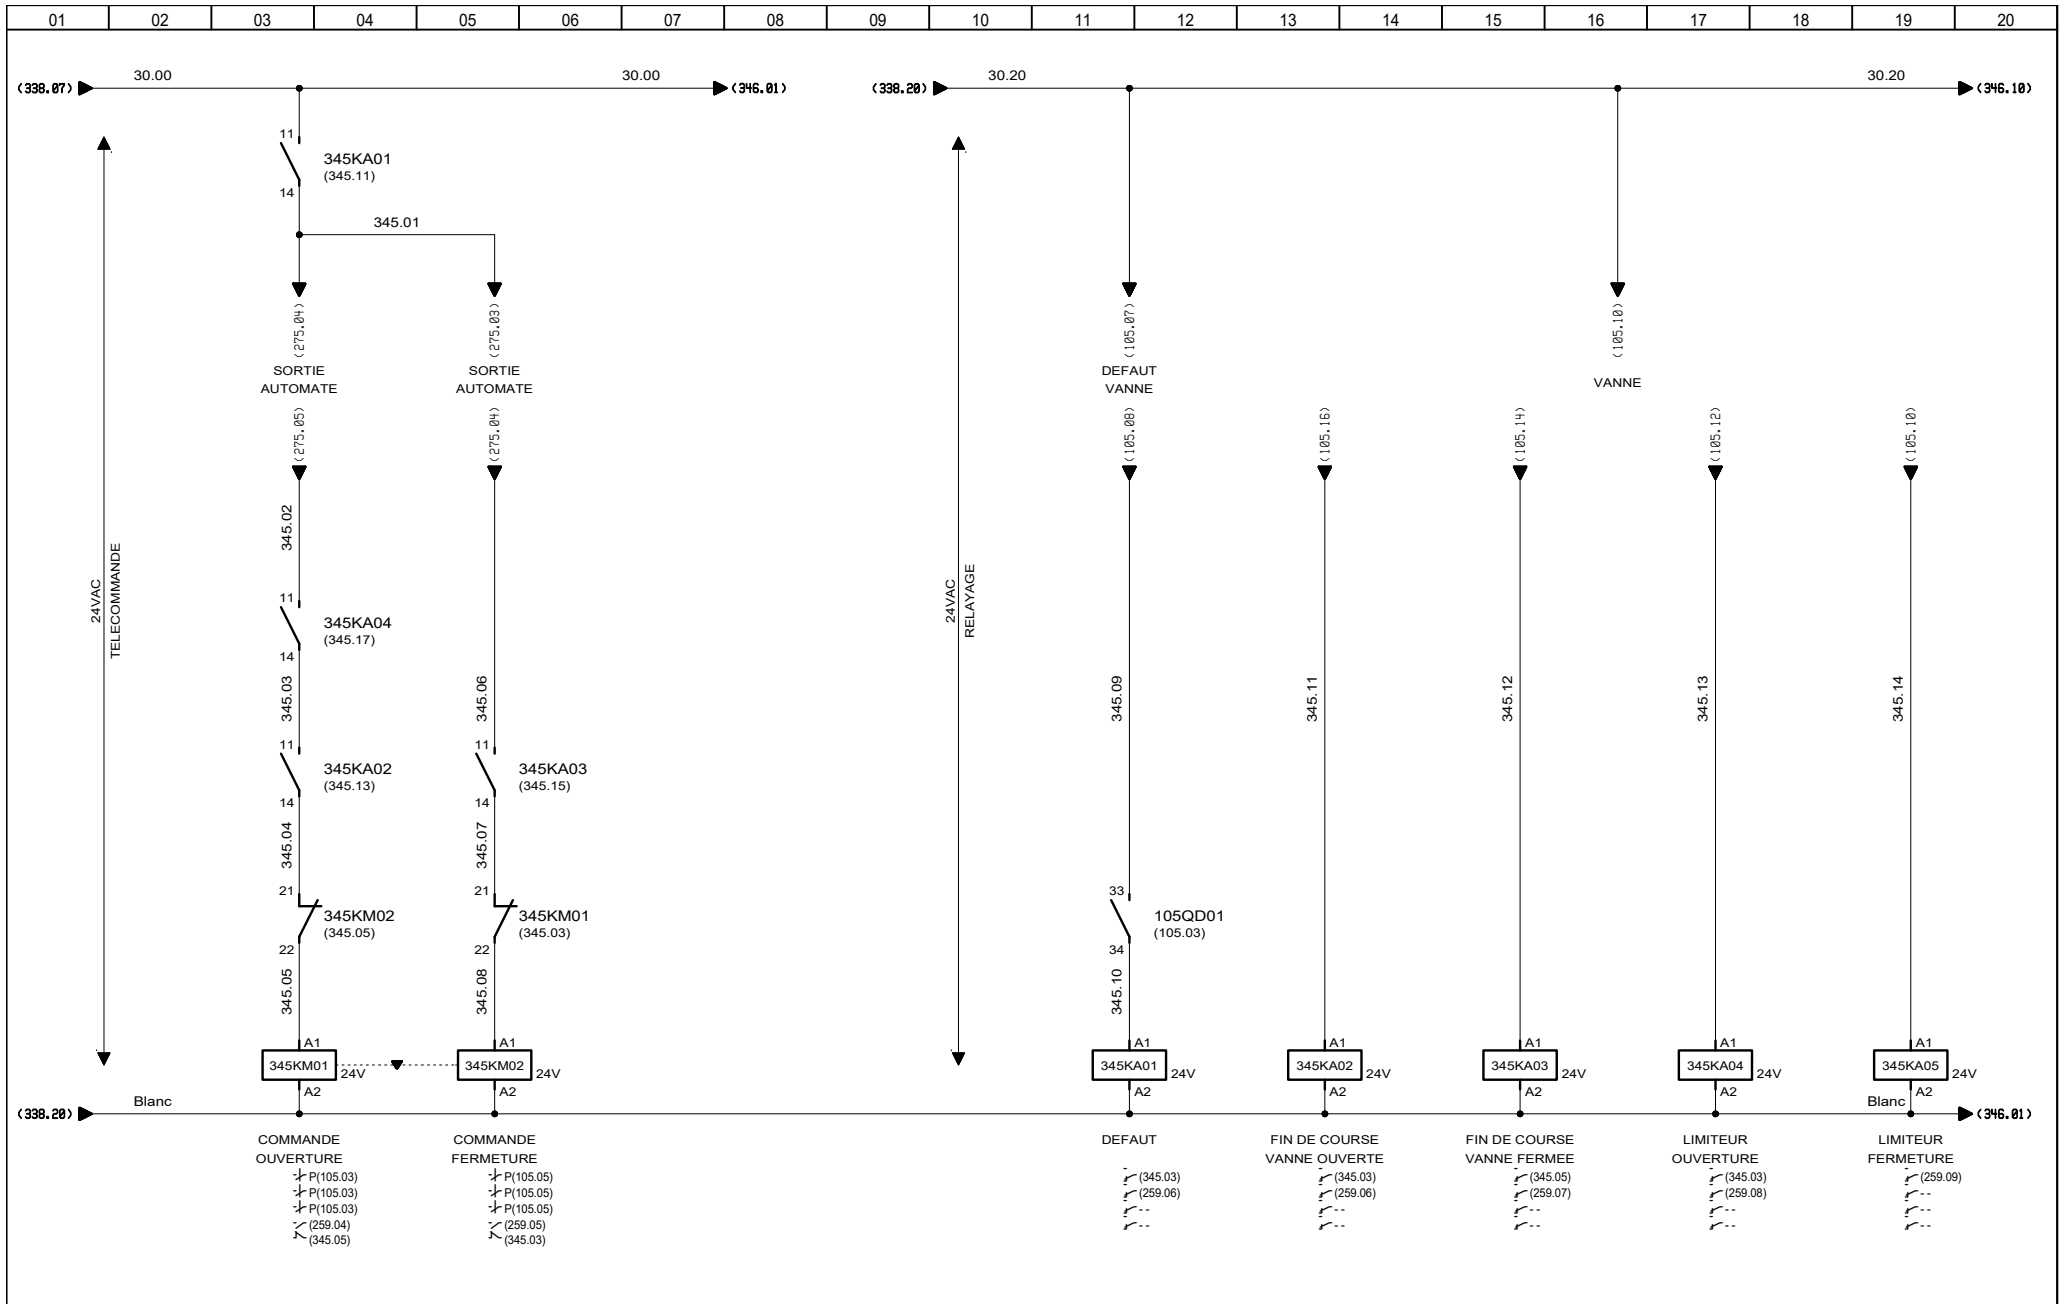 01 02 03 04 05 06 07 08 09 10 11 12 13 14 15 16 17 18 19 20
30.00 30.00 30.20 30.20
(338.07) (346.01) (338.20) (346.10)
11
345KA01
(345.11)
14
345.01
(275.04) (275.03) (105.07) (105.10)
SORTIE SORTIE DEFAUT
AUTOMATE AUTOMATE VANNE VANNE
(275.05) (275.04) (105.08) (105.16) (105.14) (105.12) (105.10)
345.02
24VAC
TELECOMMANDE
24VAC
RELAYAGE
11
345KA04
(345.17)
14
345.03 345.06 345.09 345.11 345.12 345.13 345.14
11 11
345KA02 345KA03
(345.13) (345.15)
14 14
345.04 345.07
21 21 33
345KM02 345KM01 105QD01
(345.05) (345.03) (105.03)
22 22 34
345.05 345.08 345.10
A1 A1 A1 A1 A1 A1 A1
345KM01 24V 345KM02 24V 345KA01 24V 345KA02 24V 345KA03 24V 345KA04 24V 345KA05 24V
A2 A2 A2 A2 A2 A2 A2
Blanc Blanc
(338.20) (346.01)
COMMANDE COMMANDE DEFAUT FIN DE COURSE FIN DE COURSE LIMITEUR LIMITEUR
OUVERTURE FERMETURE VANNE OUVERTE VANNE FERMEE OUVERTURE FERMETURE
P(105.03) P(105.05) (345.03) (345.03) (345.05) (345.03) (259.09)
P(105.03) P(105.05) (259.06) (259.06) (259.07) (259.08) --
P(105.03) P(105.05) -- -- -- -- --
(259.04) (259.05) -- -- -- -- --
(345.05) (345.03)